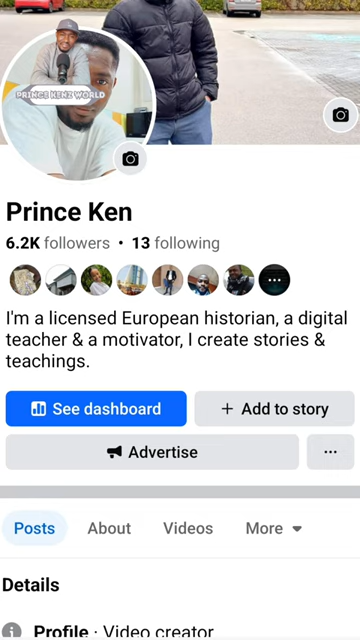 PRINCE KENZ WORLD
Prince Ken
6.2K followers • 13 following
I'm a licensed European historian, a digital
teacher & a motivator, I create stories &
teachings.
See dashboard
+ Add to story
Advertise
...
Posts
About
Videos
More
Details
Profile · Video creator